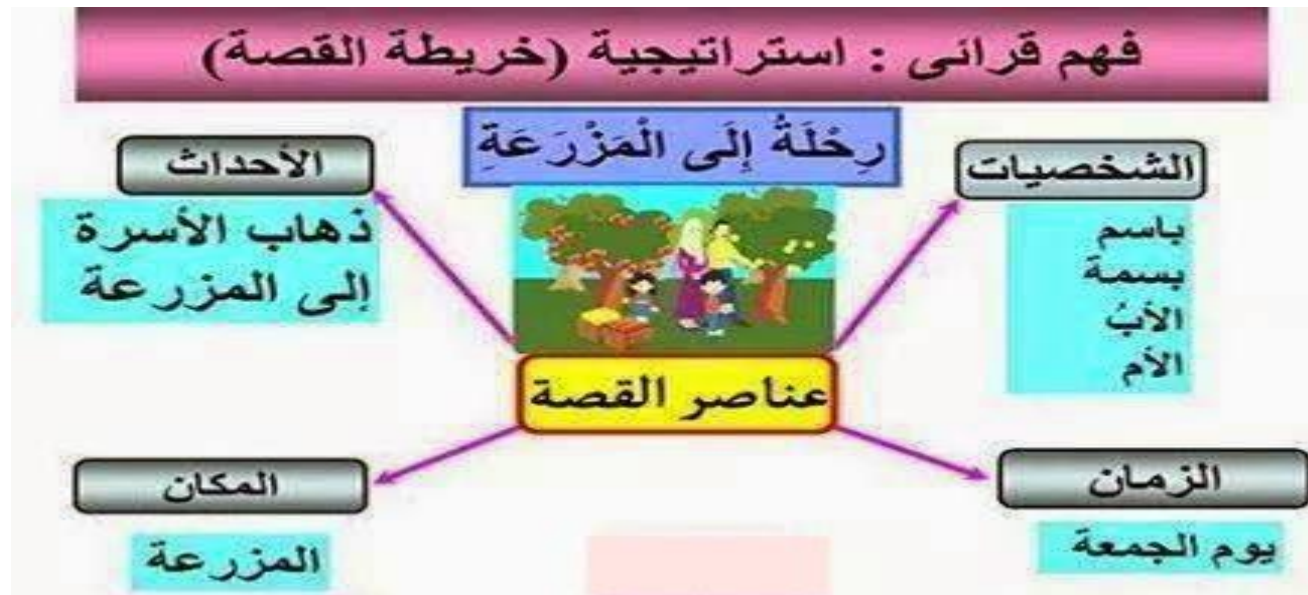 فهم قرائى : استراتيجية (خريطة القصة)
رِحْلَةٌ إِلَى الْمَزْرَعَةِ
الشخصيات
باسم
بسمة
الأبُ
الأم
الأحداث
ذهاب الأسرة
إلى المزرعة
عناصر القصة
الزمان
يوم الجمعة
المكان
المزرعة